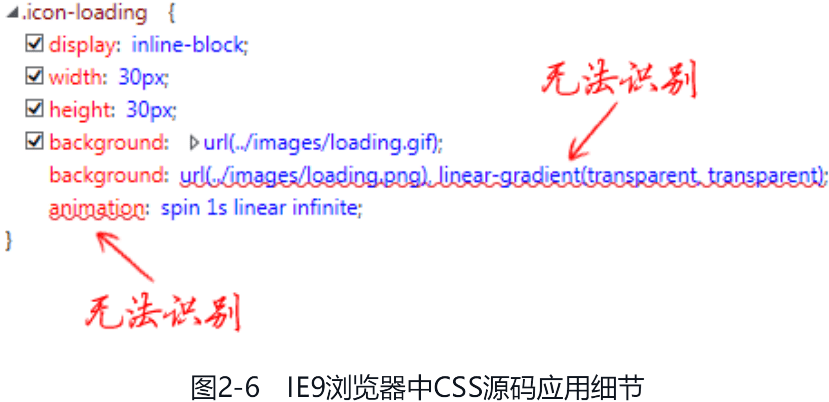 .icon-loading {
display: inline-block;
width: 30px;
无法识别
height: 30px;
background: url(../images/loading.gif);
background: url(../images/loading.png), linear-gradient(transparent, transparent);
animation: spin 1s linear infinite;
}
无法识别
图2-6 IE9浏览器中CSS源码应用细节